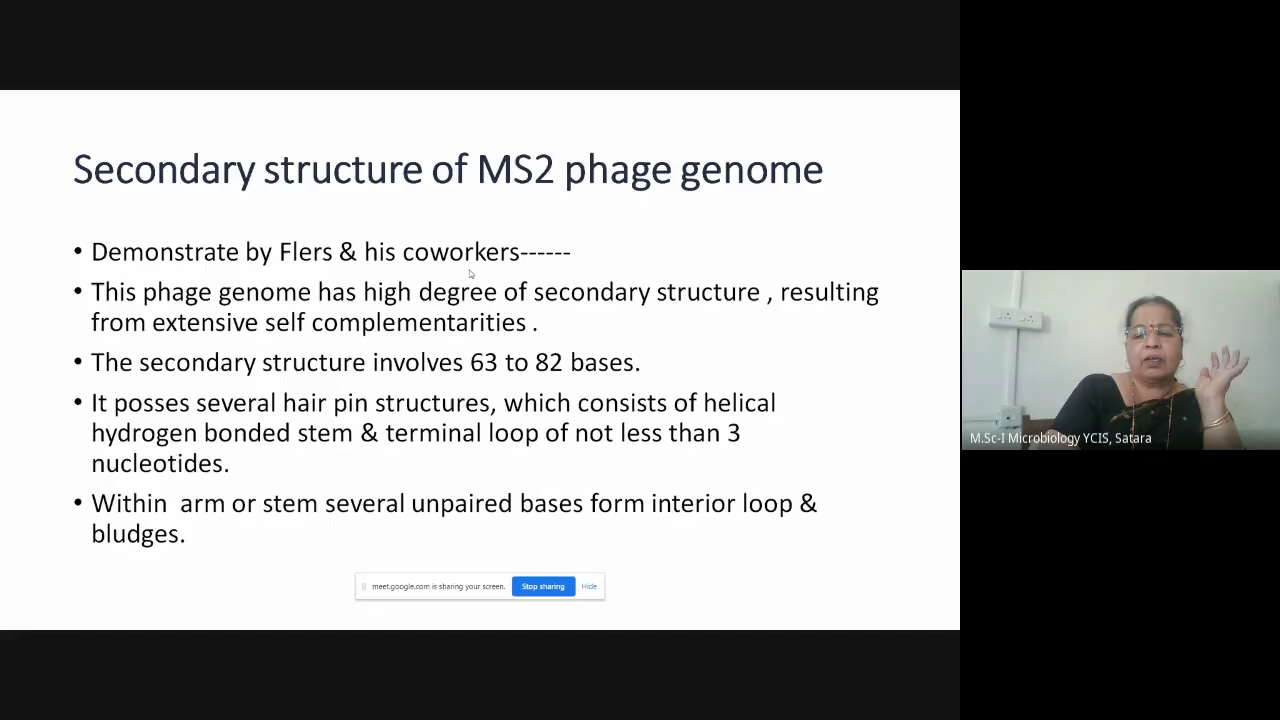 Secondary structure of MS2 phage genome
• Demonstrate by Flers & his coworkers------
• This phage genome has high degree of secondary structure , resulting
from extensive self complementarities .
• The secondary structure involves 63 to 82 bases.
• It posses several hair pin structures, which consists of helical
hydrogen bonded stem & terminal loop of not less than 3
nucleotides.
• Within  arm or stem several unpaired bases form interior loop &
bludges.
meet.google.com is sharing your screen. Stop sharing Hide
M.Sc-I Microbiology YCIS, Satara